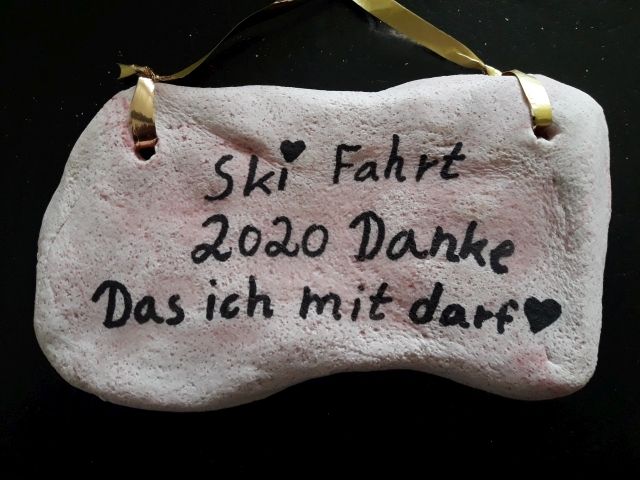 Ski Fahrt
2020 Danke
Das ich mit darf♥